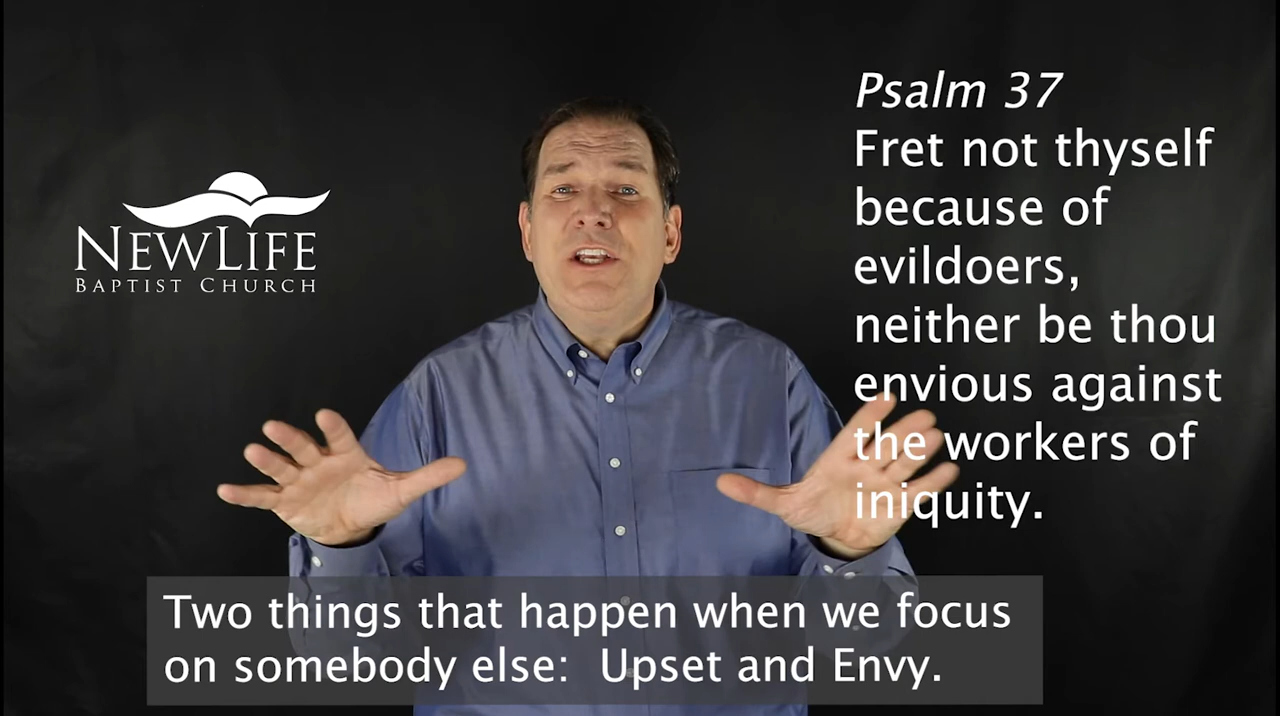 NEWLIFE
BAPTIST CHURCH
Psalm 37
Fret not thyself
because of
evildoers,
neither be thou
envious against
the workers of
iniquity.
Two things that happen when we focus
on somebody else:  Upset and Envy.